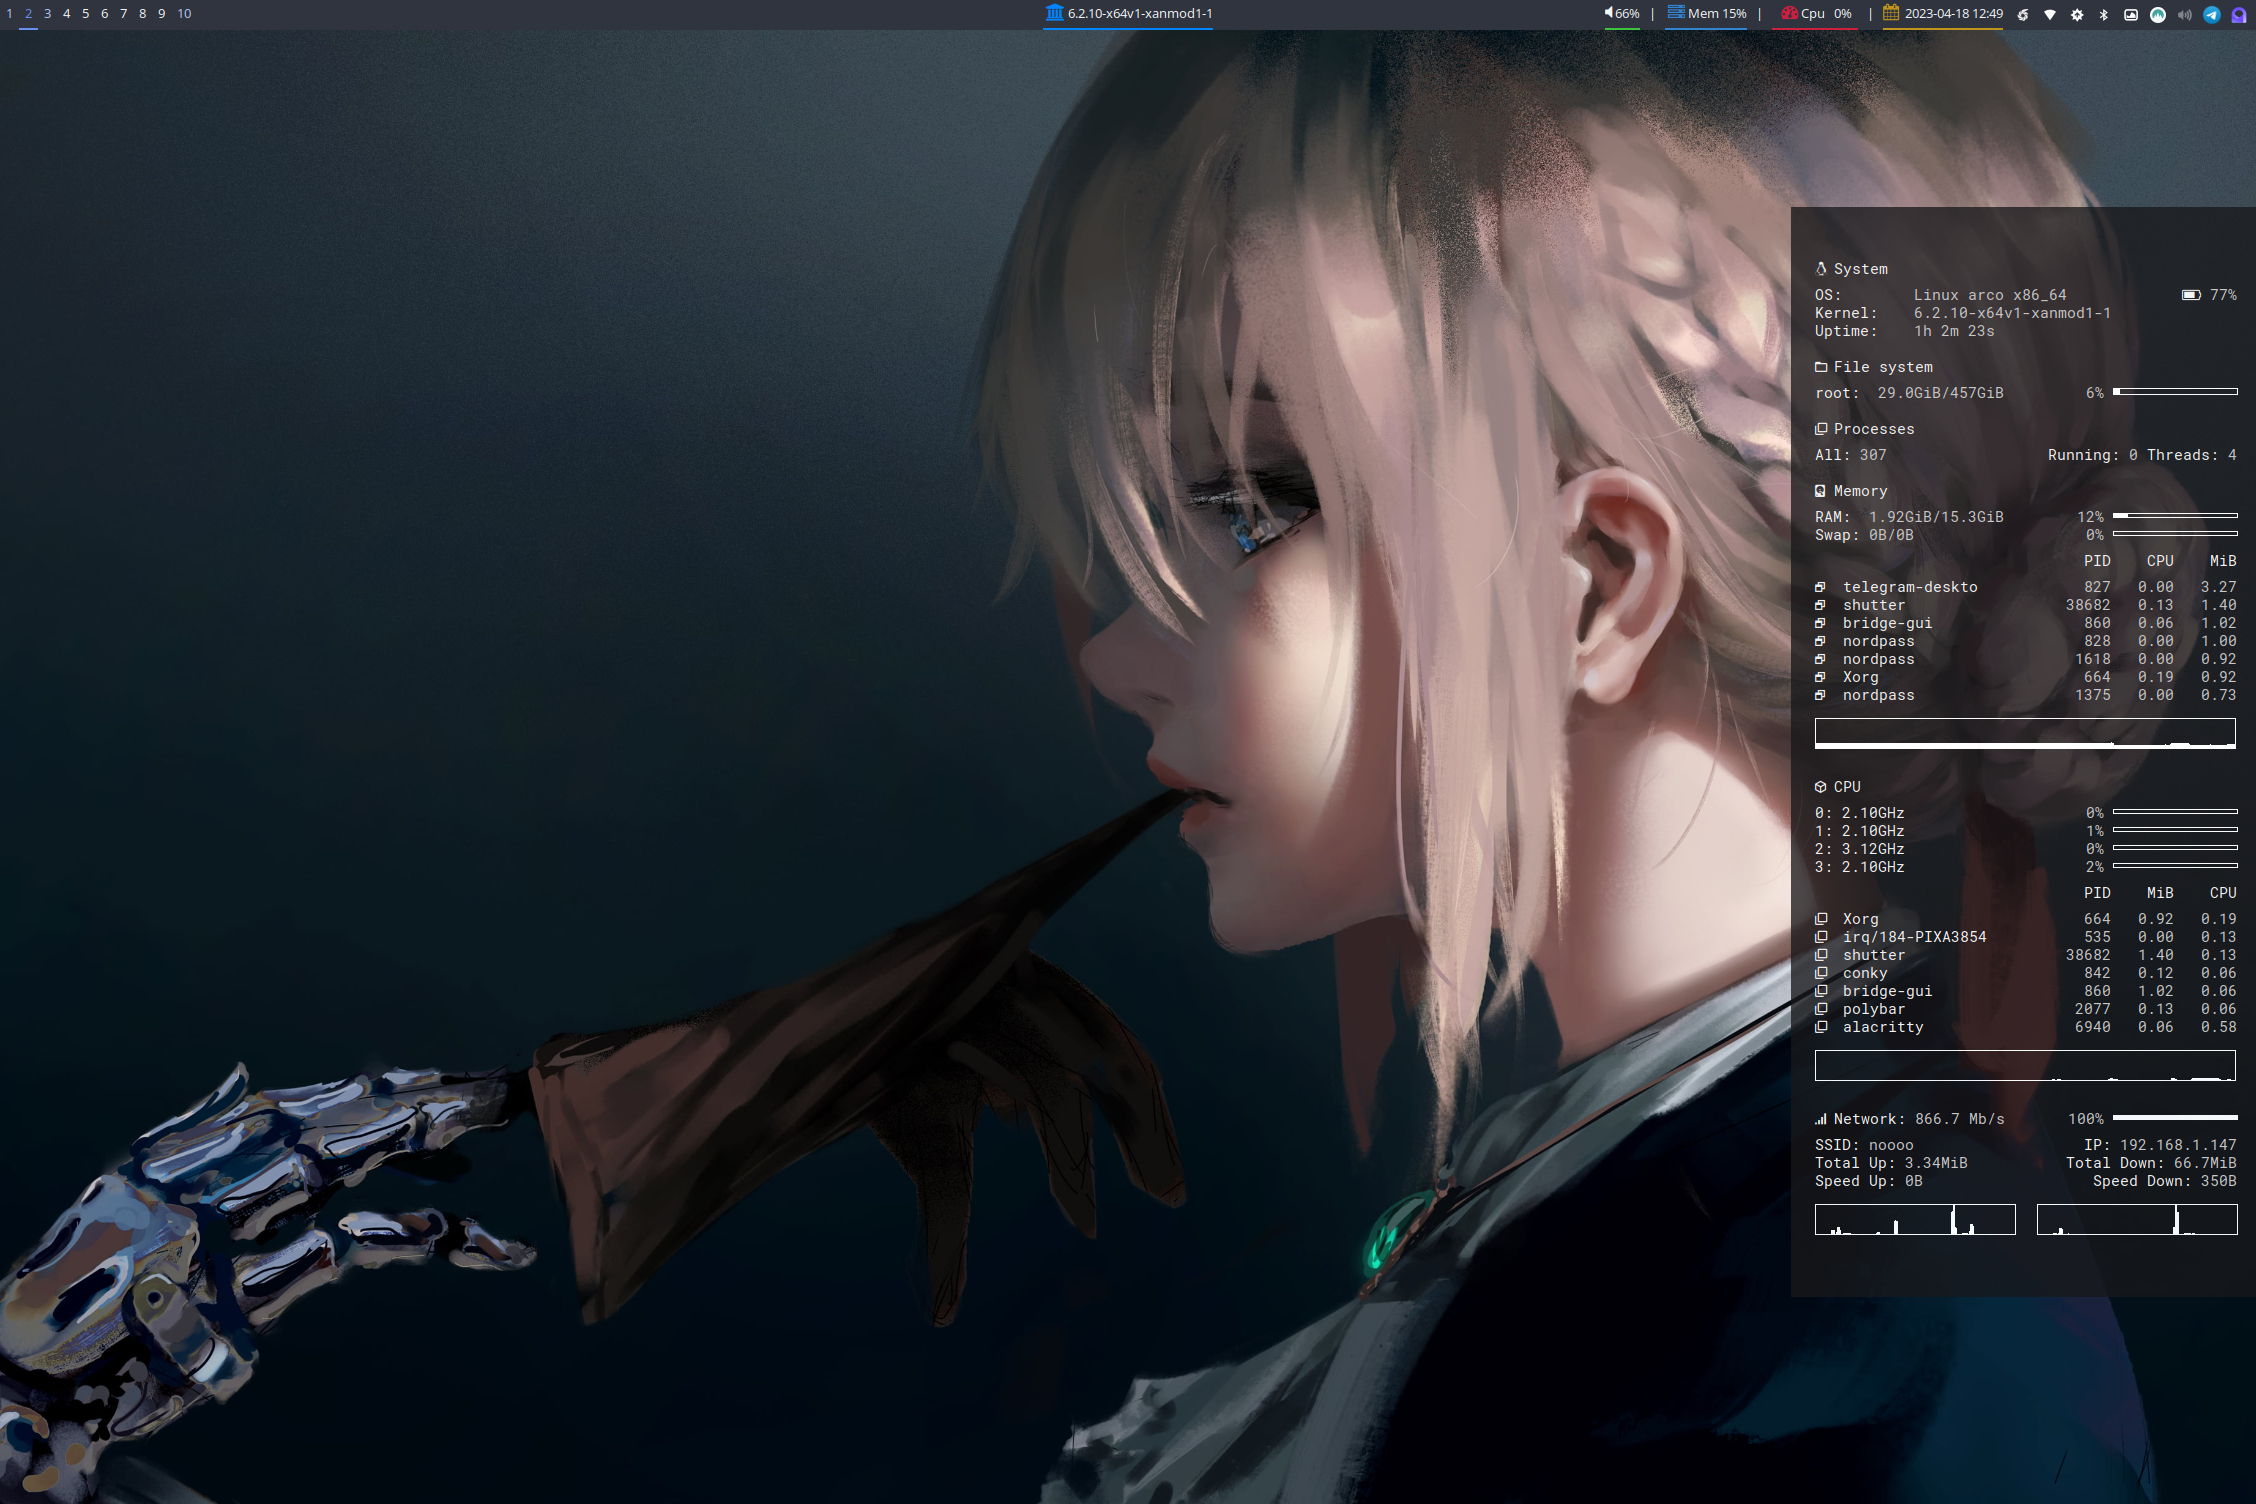 1 2 3 4 5 6 7 8 9 10 6.2.10-x64v1-xanmod1-1 66% | Mem 15% | Cpu 0% | 2023-04-18 12:49
System
OS: Linux arco x86_64 77%
Kernel: 6.2.10-x64v1-xanmod1-1
Uptime: 1h 2m 23s
File system
root: 29.0GiB/457GiB 6%
Processes
All: 307 Running: 0 Threads: 4
Memory
RAM: 1.92GiB/15.3GiB 12%
Swap: 0B/0B 0%
PID CPU MiB
telegram-deskto 827 0.00 3.27
shutter 38682 0.13 1.40
bridge-gui 860 0.06 1.02
nordpass 828 0.00 1.00
nordpass 1618 0.00 0.92
Xorg 664 0.19 0.92
nordpass 1375 0.00 0.73
CPU
0: 2.10GHz 0%
1: 2.10GHz 1%
2: 3.12GHz 0%
3: 2.10GHz 2%
PID MiB CPU
Xorg 664 0.92 0.19
irq/184-PIXA3854 535 0.00 0.13
shutter 38682 1.40 0.13
conky 842 0.12 0.06
bridge-gui 860 1.02 0.06
polybar 2077 0.13 0.06
alacritty 6940 0.06 0.58
Network: 866.7 Mb/s 100%
SSID: noooo IP: 192.168.1.147
Total Up: 3.34MiB Total Down: 66.7MiB
Speed Up: 0B Speed Down: 350B